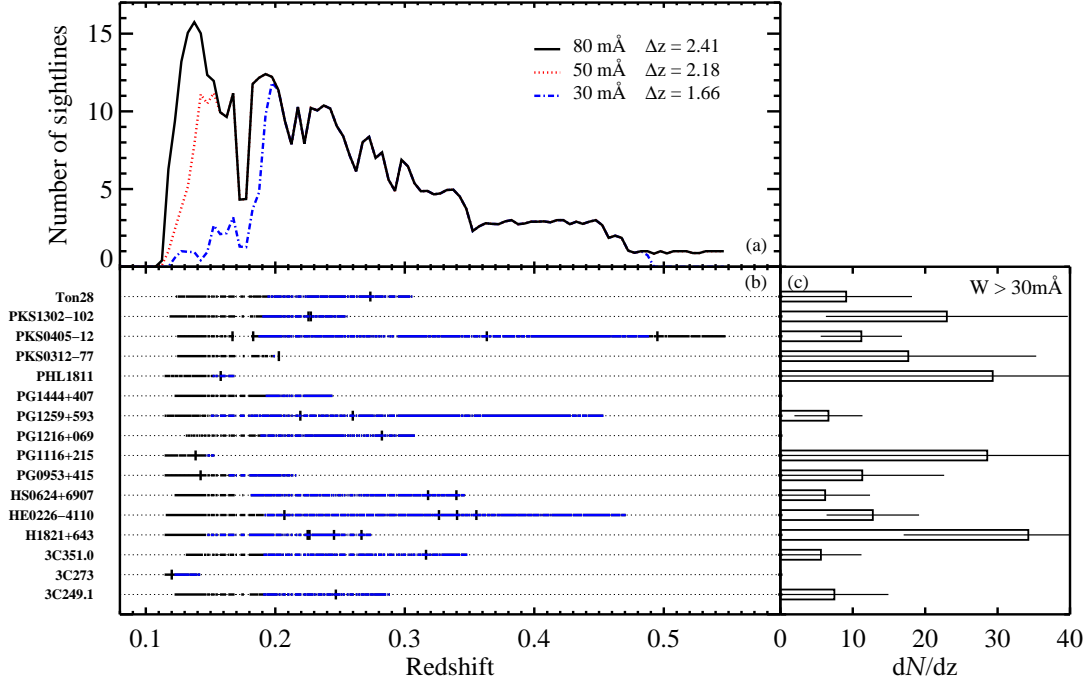 15
10
5
0
Number of sightlines
80 mÅ Δz = 2.41
50 mÅ Δz = 2.18
30 mÅ Δz = 1.66
(a)
(b)
(c)
W > 30mÅ
Ton28
PKS1302−102
PKS0405−12
PKS0312−77
PHL1811
PG1444+407
PG1259+593
PG1216+069
PG1116+215
PG0953+415
HS0624+6907
HE0226−4110
H1821+643
3C351.0
3C273
3C249.1
0.1 0.2 0.3 0.4 0.5
Redshift
0 10 20 30 40
dN/dz